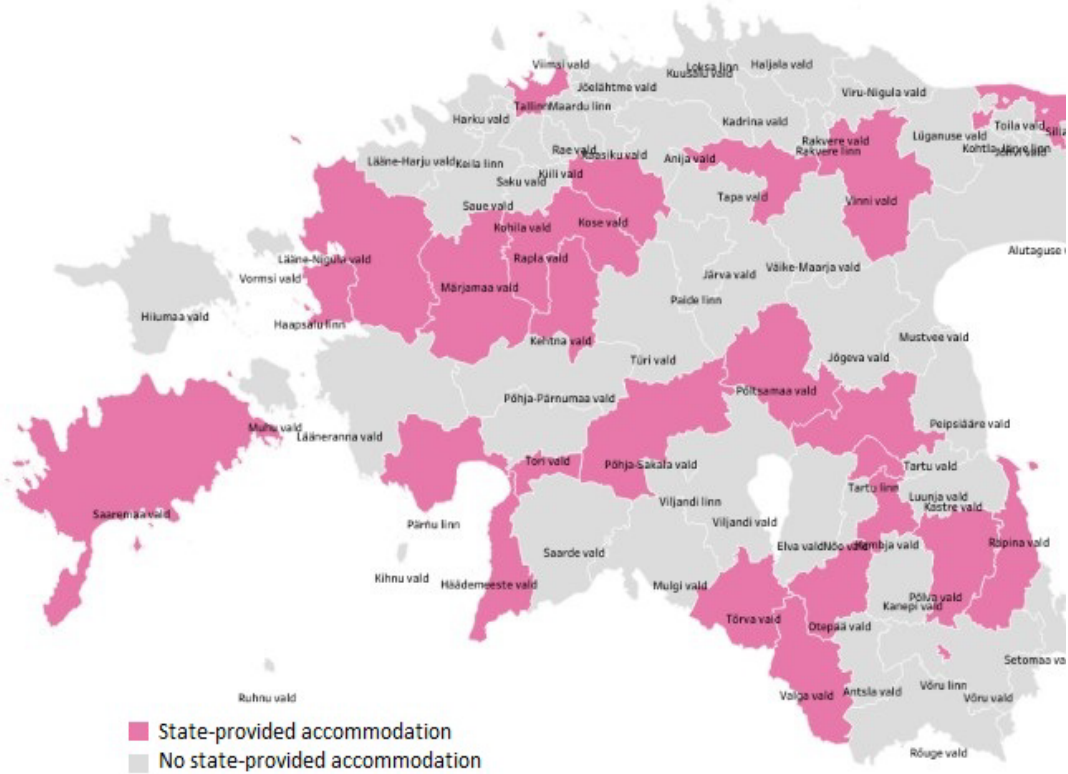 Viimsi vald
Loksa linn
Haljala vald
Kuusalu vald
Jõelähtme vald
Viru-Nigula vald
Tallinn
Maardu linn
Harku vald
Kadrina vald
Toila vald
Rakvere vald
Lüganuse vald
Rakvere linn
Kohtla-Järve linn
Jõhvi vald
Rae vald
Raasiku vald
Anija vald
Lääne-Harju vald
Keila linn
Kiili vald
Saku vald
Tapa vald
Vinni vald
Saue vald
Kohila vald
Kose vald
Alutaguse
Lääne-Nigula vald
Rapla vald
Vormsi vald
Järva vald
Väike-Maarja vald
Märjamaa vald
Paide linn
Hiiumaa vald
Haapsalu linn
Kehtna vald
Mustvee vald
Türi vald
Jõgeva vald
Põhja-Pärnumaa vald
Põltsamaa vald
Muhu vald
Lääneranna vald
Peipsiääre vald
Tori vald
Põhja-Sakala vald
Tartu vald
Tartu linn
Luunja vald
Viljandi linn
Kastre vald
Saaremaa vald
Pärnu linn
Viljandi vald
Saarde vald
Elva vald
Nõo vald
Kambja vald
Räpina vald
Kihnu vald
Häädemeeste vald
Mulgi vald
Põlva vald
Kanepi vald
Tõrva vald
Otepää vald
Setomaa va
Ruhnu vald
Valga vald
Antsla vald
Võru linn
Võru vald
Rõuge vald
State-provided accommodation
No state-provided accommodation